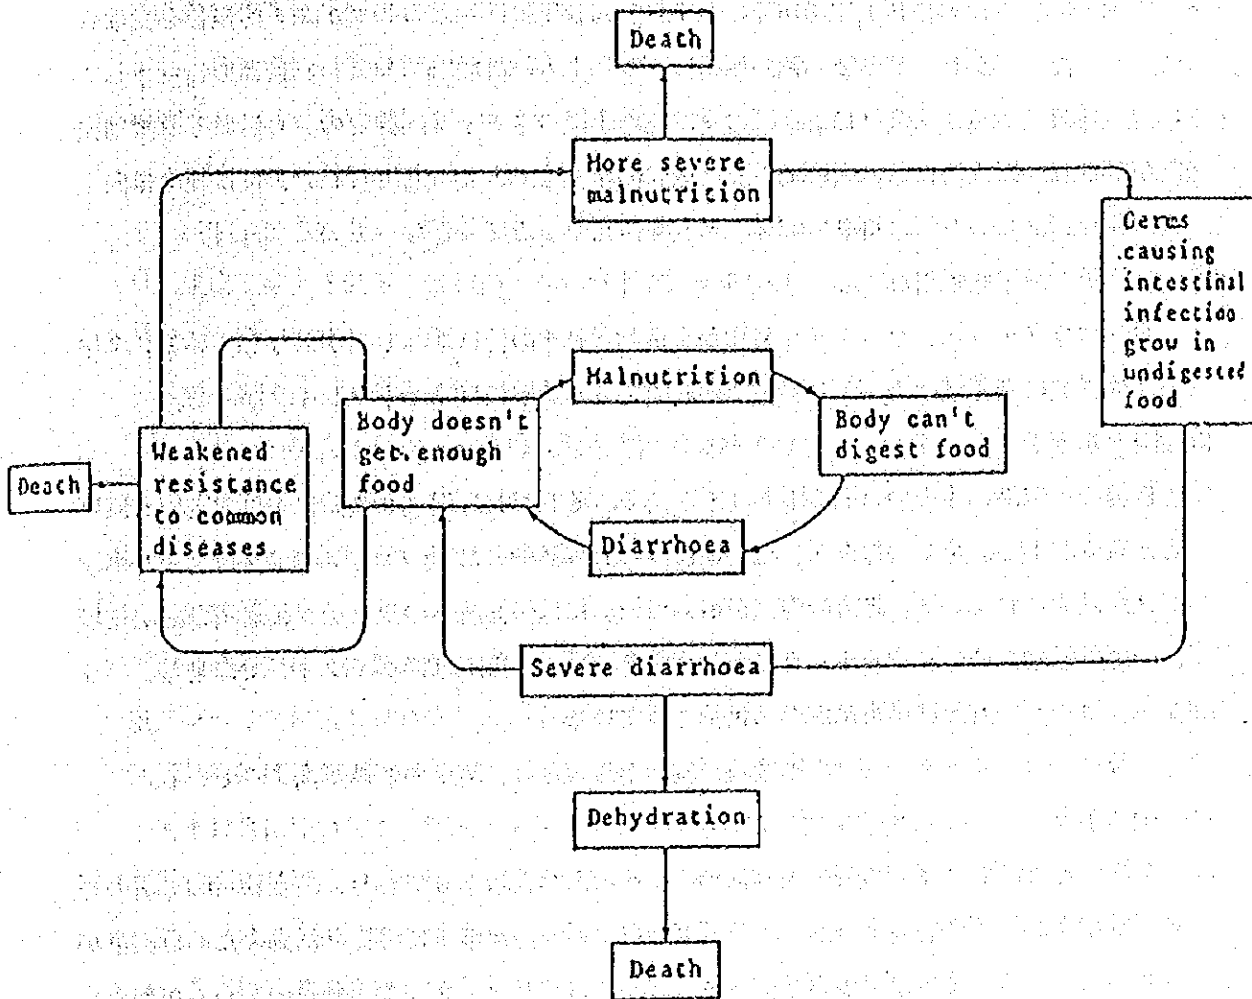 Death
More severe
malnutrition
Germs
causing
intestinal
infection
grow in
undigested
food
Malnutrition
Body doesn't
get enough
food
Body can't
digest food
Weakened
resistance
to common
diseases
Death
Diarrhoea
Severe diarrhoea
Dehydration
Death